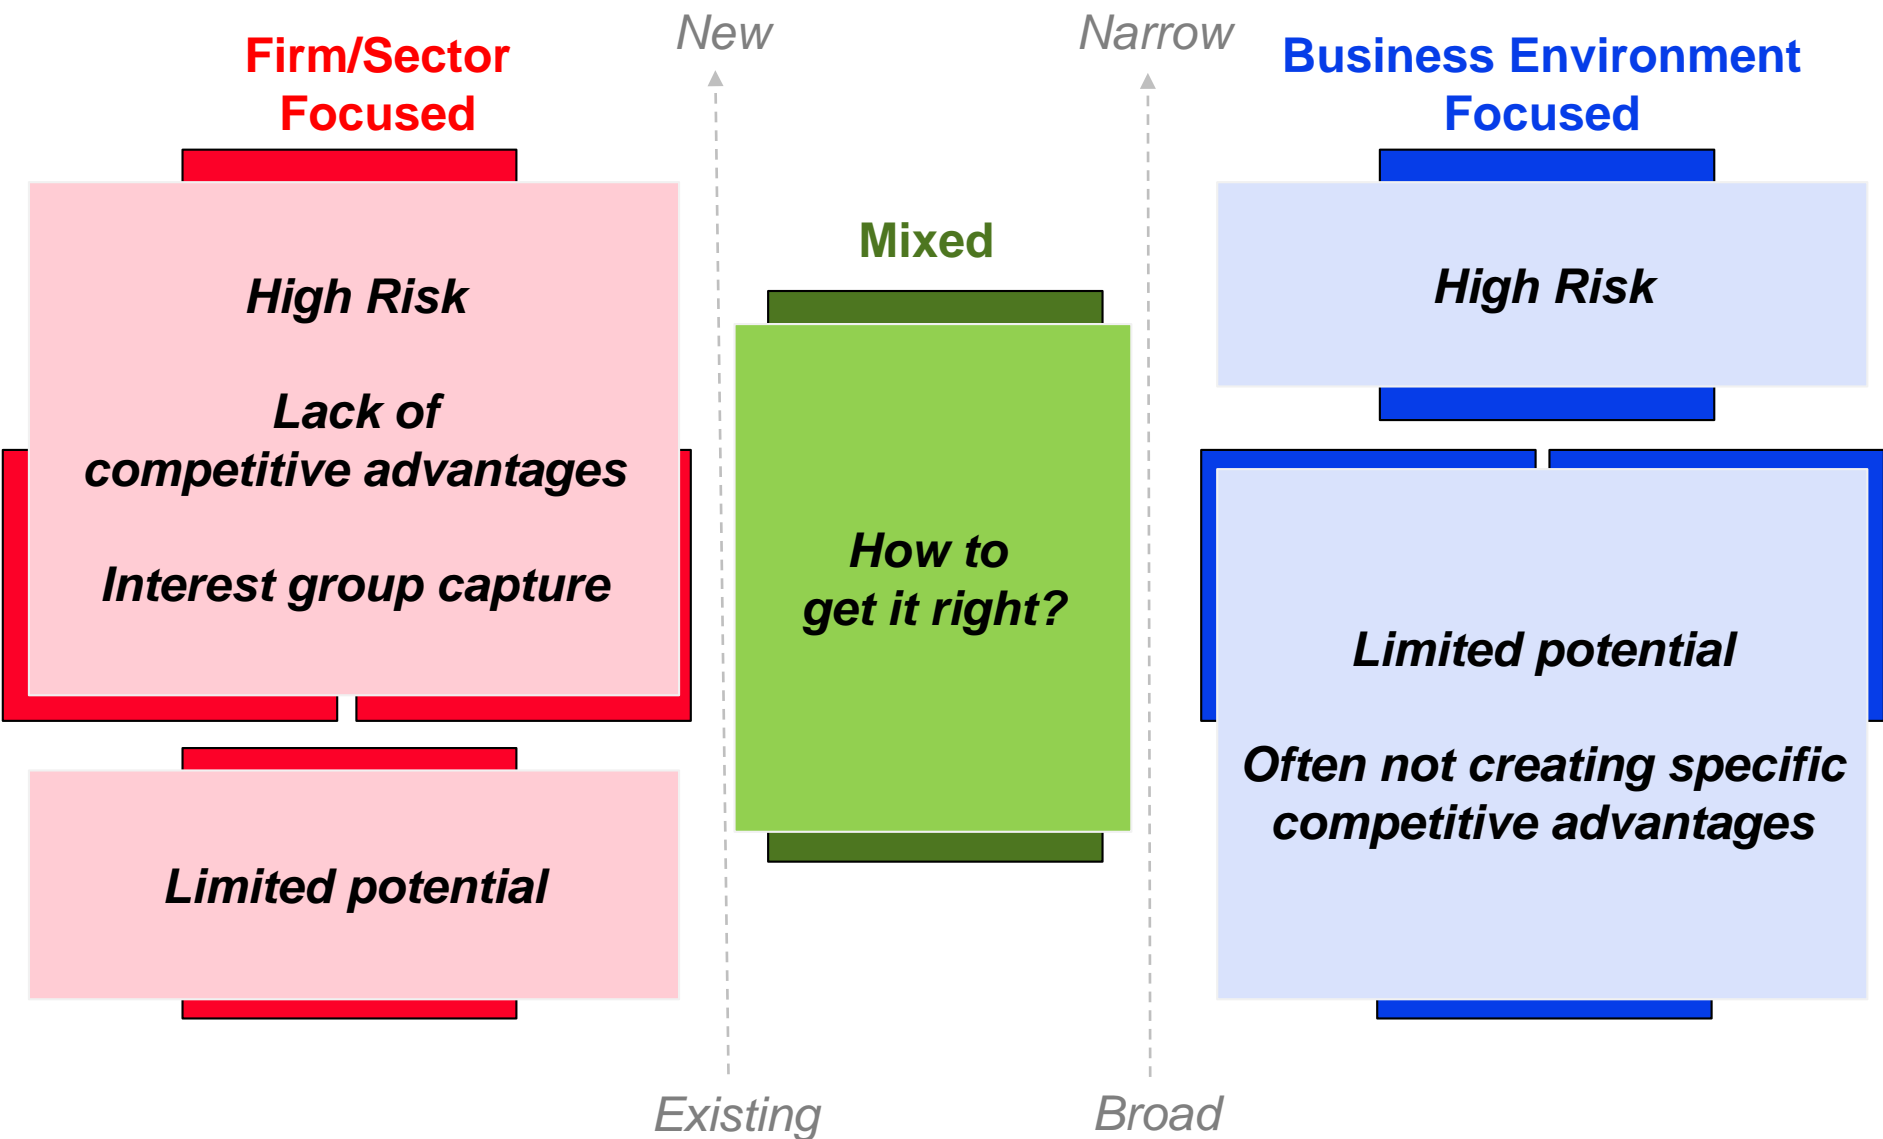 New
Narrow
Firm/Sector
Focused
Business Environment
Focused
High Risk
Lack of
competitive advantages
Interest group capture
Limited potential
Mixed
How to
get it right?
High Risk
Limited potential
Often not creating specific
competitive advantages
Existing
Broad